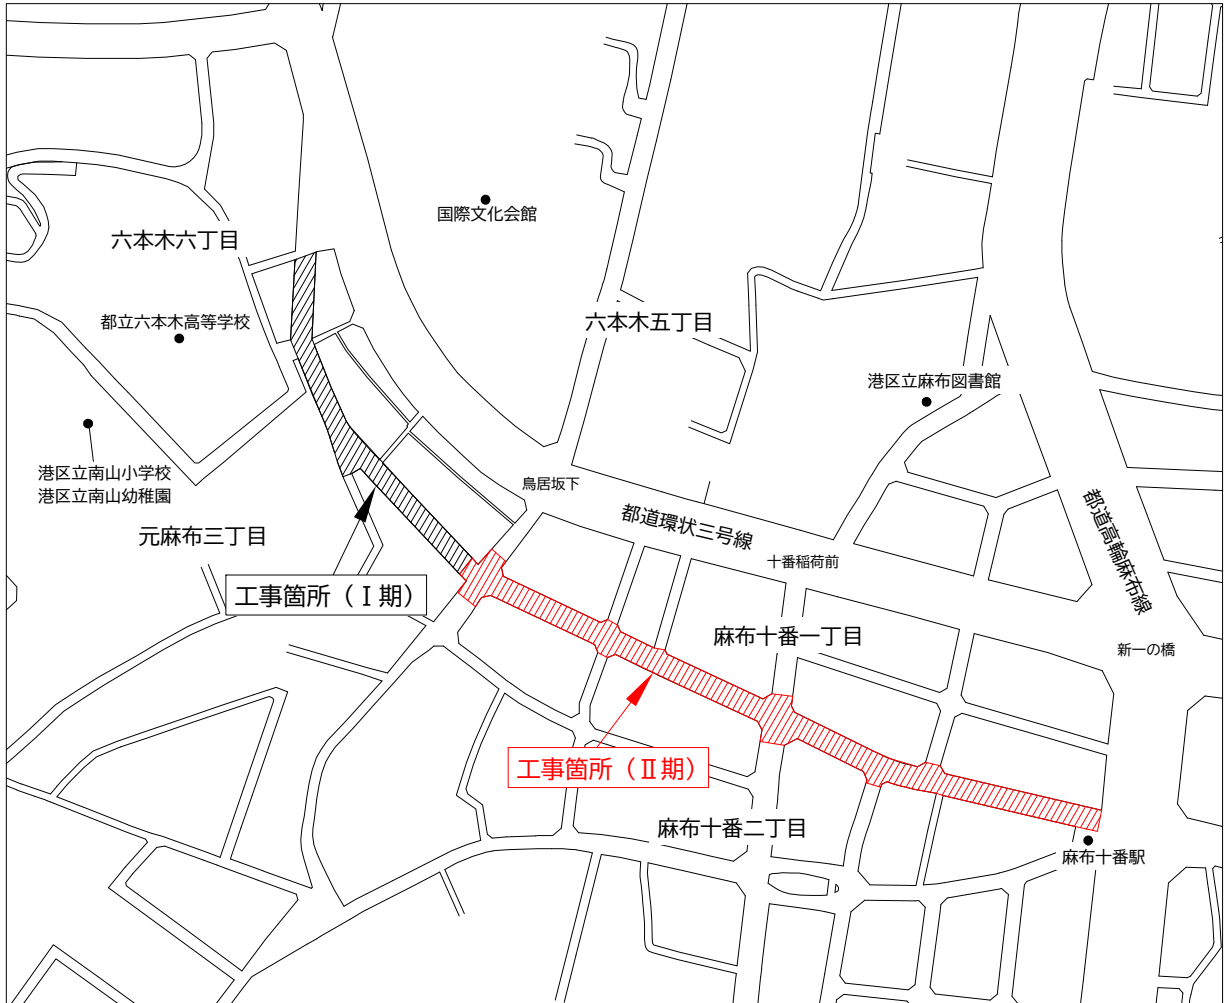 国際文化会館
六本木六丁目
都立六本木高等学校
六本木五丁目
港区立麻布図書館
港区立南山小学校
港区立南山幼稚園
鳥居坂下
都道環状三号線
都道高輪麻布線
元麻布三丁目
十番稲荷前
工事箇所(Ⅰ期)
麻布十番一丁目
新一の橋
工事箇所(Ⅱ期)
麻布十番二丁目
麻布十番駅